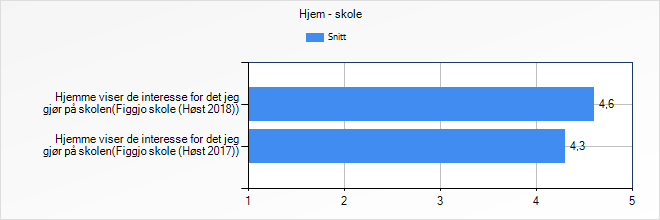 Hjem - skole
Snitt
Hjemme viser de interesse for det jeg
gjør på skolen(Figgjo skole (Høst 2018))
4,6
Hjemme viser de interesse for det jeg
gjør på skolen(Figgjo skole (Høst 2017))
4,3
1 2 3 4 5